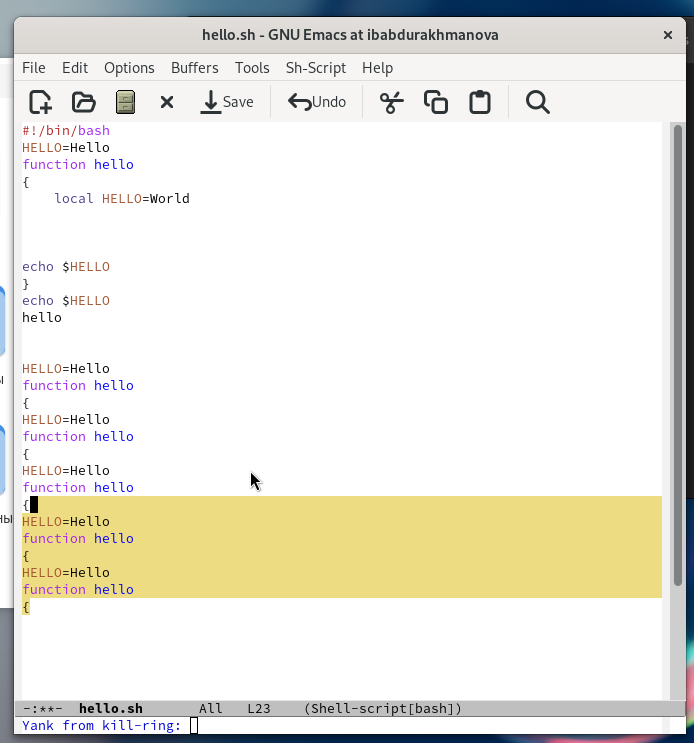 hello.sh - GNU Emacs at ibabdurakhmanova
File Edit Options Buffers Tools Sh-Script Help
Save Undo
#!/bin/bash
HELLO=Hello
function hello
{
local HELLO=World
echo $HELLO
}
echo $HELLO
hello
HELLO=Hello
function hello
{
HELLO=Hello
function hello
{
HELLO=Hello
function hello
{
HELLO=Hello
function hello
{
HELLO=Hello
function hello
{
-:**- hello.sh All L23 (Shell-script[bash])
Yank from kill-ring: